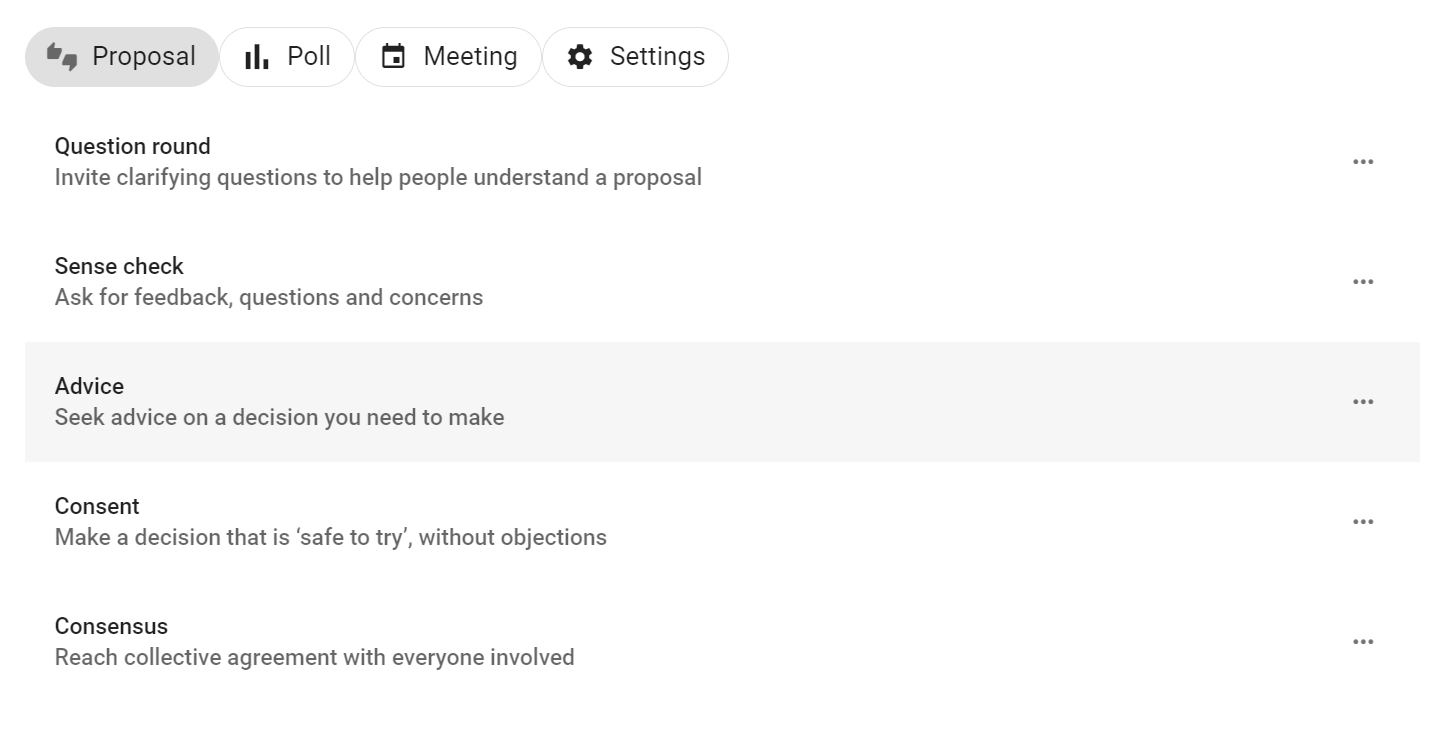 Proposal Poll Meeting Settings
Question round
Invite clarifying questions to help people understand a proposal
Sense check
Ask for feedback, questions and concerns
Advice
Seek advice on a decision you need to make
Consent
Make a decision that is ‘safe to try’, without objections
Consensus
Reach collective agreement with everyone involved